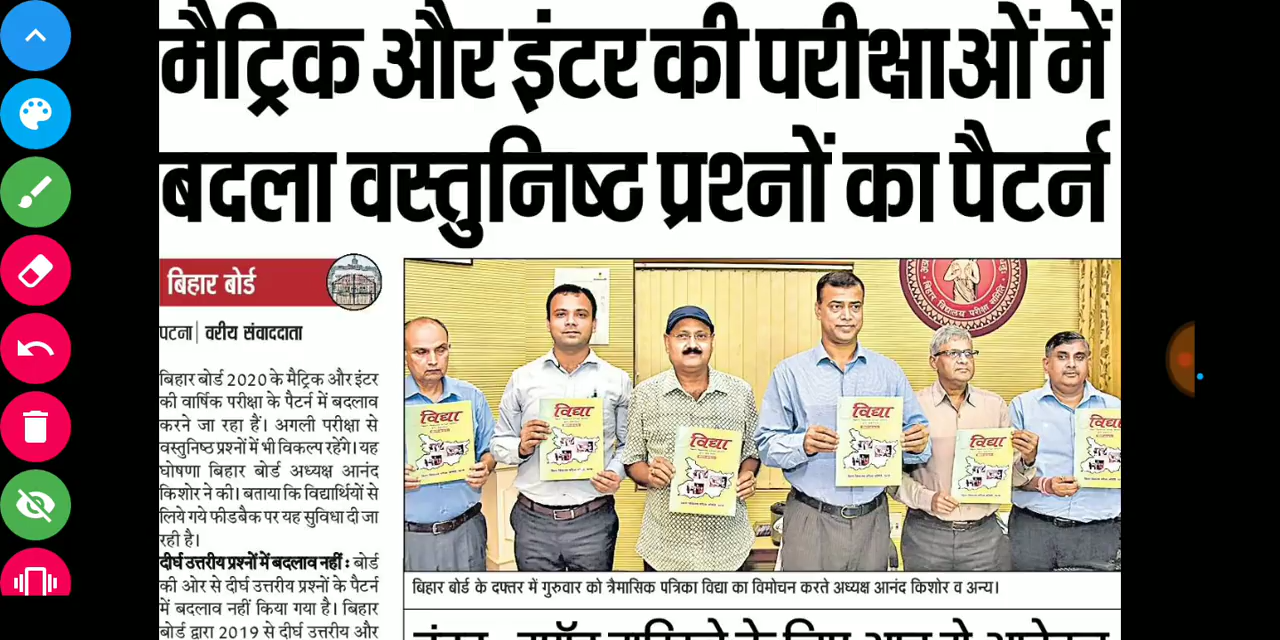 मैट्रिक और इंटर की परीक्षाओं में
बदला वस्तुनिष्ठ प्रश्नों का पैटर्न
बिहार बोर्ड
पटना | वरीय संवाददाता
बिहार बोर्ड 2020 के मैट्रिक और इंटर
की वार्षिक परीक्षा के पैटर्न में बदलाव
करने जा रहा हैं। अगली परीक्षा से
वस्तुनिष्ठ प्रश्नों में भी विकल्प रहेंगे। यह
घोषणा बिहार बोर्ड अध्यक्ष आनंद
किशोर ने की। बताया कि विद्यार्थियों से
लिये गये फीडबैक पर यह सुविधा दी जा
रही है।
दीर्घ उत्तरीय प्रश्नों में बदलाव नहीं : बोर्ड
की ओर से दीर्घ उत्तरीय प्रश्नों के पैटर्न
में बदलाव नहीं किया गया है। बिहार
बोर्ड द्वारा 2019 से दीर्घ उत्तरीय और
विद्या
विद्या
विद्या
विद्या
विद्या
विद्या
बिहार विद्यालय परीक्षा समिति
बिहार बोर्ड के दफ्तर में गुरुवार को त्रैमासिक पत्रिका विद्या का विमोचन करते अध्यक्ष आनंद किशोर व अन्य।